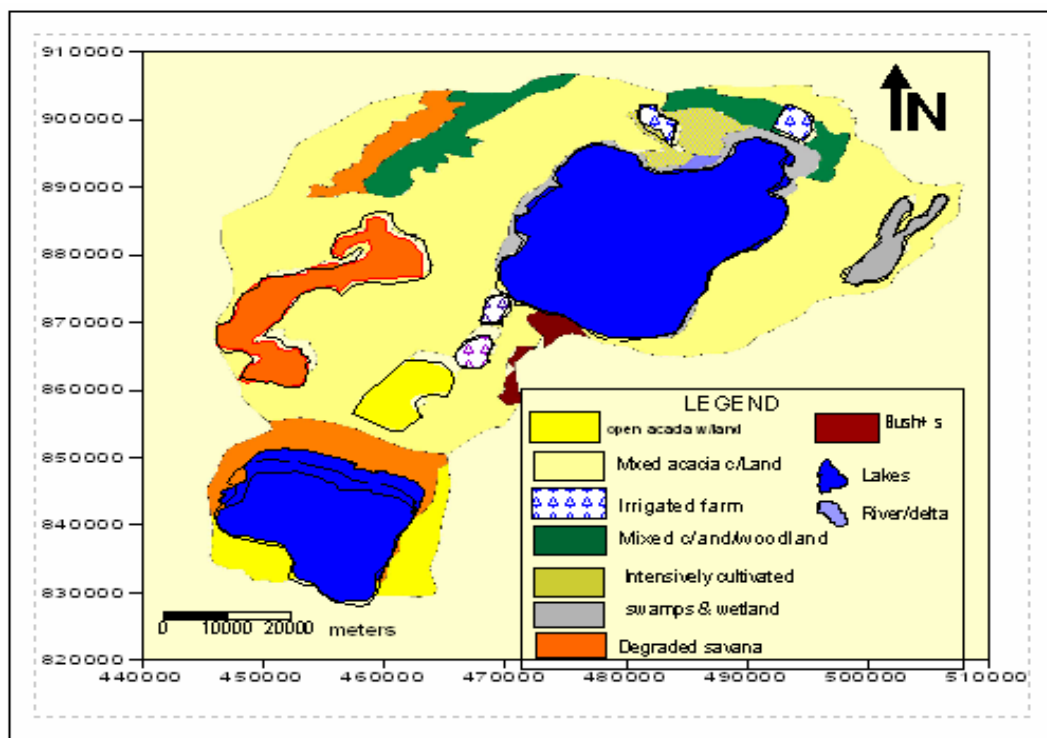 910000
900000
890000
880000
870000
860000
850000
840000
830000
820000
440000 450000 460000 470000 480000 490000 500000 510000
N
0 10000 20000 meters
LEGEND
open acacia w/land
Mixed acacia c/Land
Irrigated farm
Mixed c/and/woodland
Intensively cultivated
swamps & wetland
Degraded savana
Bush+ s
Lakes
River/delta